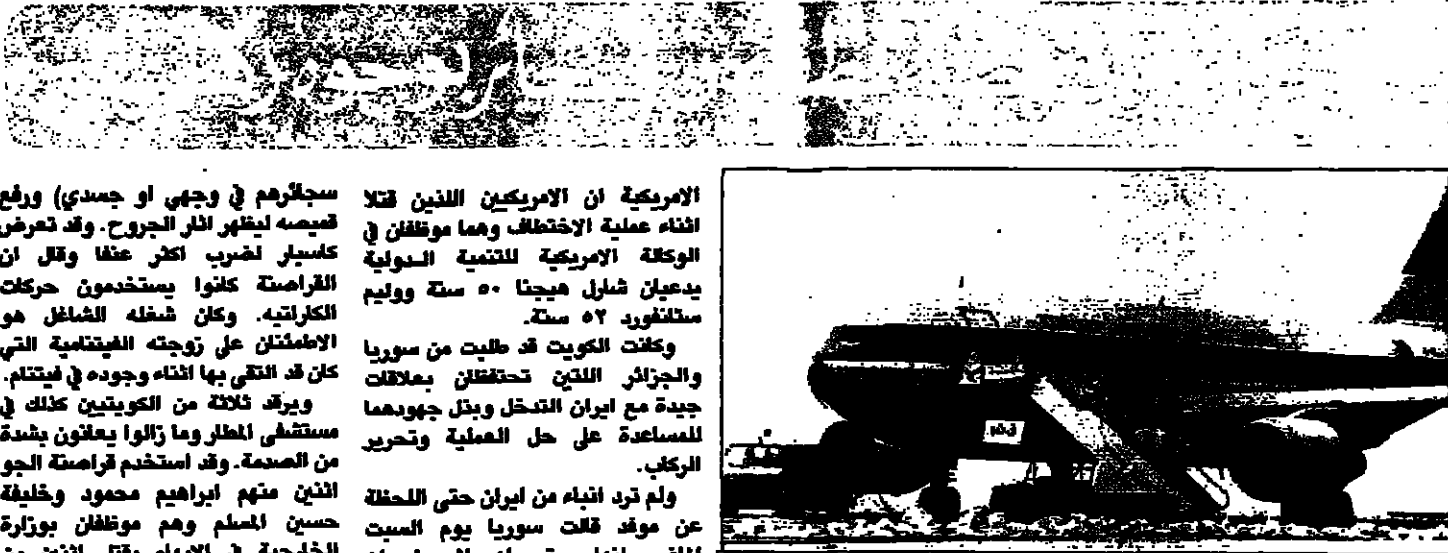 الامريكية ان الامريكيين اللذين قتلا
اثناء عملية الاختطاف وهما موظفان في
الوكالة الامريكية للتنمية الدولية
يدعيان شارل هيجنا ٥٠ سنة ووليم
ستانفورد ٥٢ سنة.
وكانت الكويت قد طلبت من سوريا
والجزائر اللتين تحتفظان بعلاقات
جيدة مع ايران التدخل وبذل جهودهما
للمساعدة على حل العملية وتحرير
الركاب.
ولم ترد انباء من ايران حتى اللحظة
عن موفد قالت سوريا يوم السبت
سجائرهم في وجهي او جسدي) ورفع
قميصه ليظهر اثار الجروح. وقد تعرض
كاسبار لضرب اكثر عنفا وقال ان
القراصنة كانوا يستخدمون حركات
الكاراتيه. وكان شغله الشاغل هو
الاطمئنان على زوجته الفيتنامية التي
كان قد التقى بها اثناء وجوده في فيتنام.
ويرقد ثلاثة من الكويتيين كذلك في
مستشفى المطار وما زالوا يعانون بشدة
من الصدمة. وقد استخدم قراصنة الجو
اثنين منهم ابراهيم محمود وخليفة
حسين المسلم وهم موظفان بوزارة